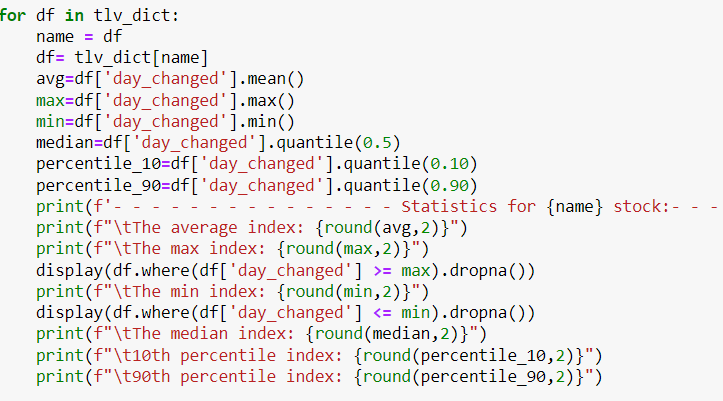 for df in tlv_dict:
    name = df
    df= tlv_dict[name]
    avg=df['day_changed'].mean()
    max=df['day_changed'].max()
    min=df['day_changed'].min()
    median=df['day_changed'].quantile(0.5)
    percentile_10=df['day_changed'].quantile(0.10)
    percentile_90=df['day_changed'].quantile(0.90)
    print(f'- - - - - - - - - - - - - - - Statistics for {name} stock:- - -
    print(f"\tThe average index: {round(avg,2)}")
    print(f"\tThe max index: {round(max,2)}")
    display(df.where(df['day_changed'] >= max).dropna())
    print(f"\tThe min index: {round(min,2)}")
    display(df.where(df['day_changed'] <= min).dropna())
    print(f"\tThe median index: {round(median,2)}")
    print(f"\t10th percentile index: {round(percentile_10,2)}")
    print(f"\t90th percentile index: {round(percentile_90,2)}")